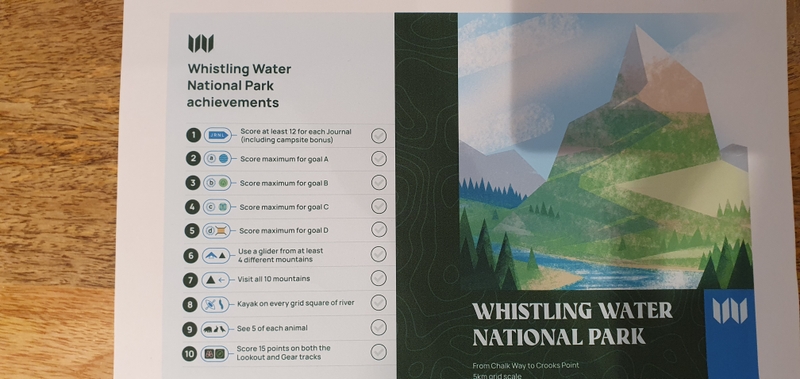 Whistling Water
National Park
achievements
1 JRNL Score at least 12 for each Journal
(including campsite bonus)
2 a Score maximum for goal A
3 b Score maximum for goal B
4 c Score maximum for goal C
5 d Score maximum for goal D
6 Use a glider from at least
4 different mountains
7 Visit all 10 mountains
8 Kayak on every grid square of river
9 See 5 of each animal
10 Score 15 points on both the
Lookout and Gear tracks
WHISTLING WATER
NATIONAL PARK
From Chalk Way to Crooks Point
5km grid scale